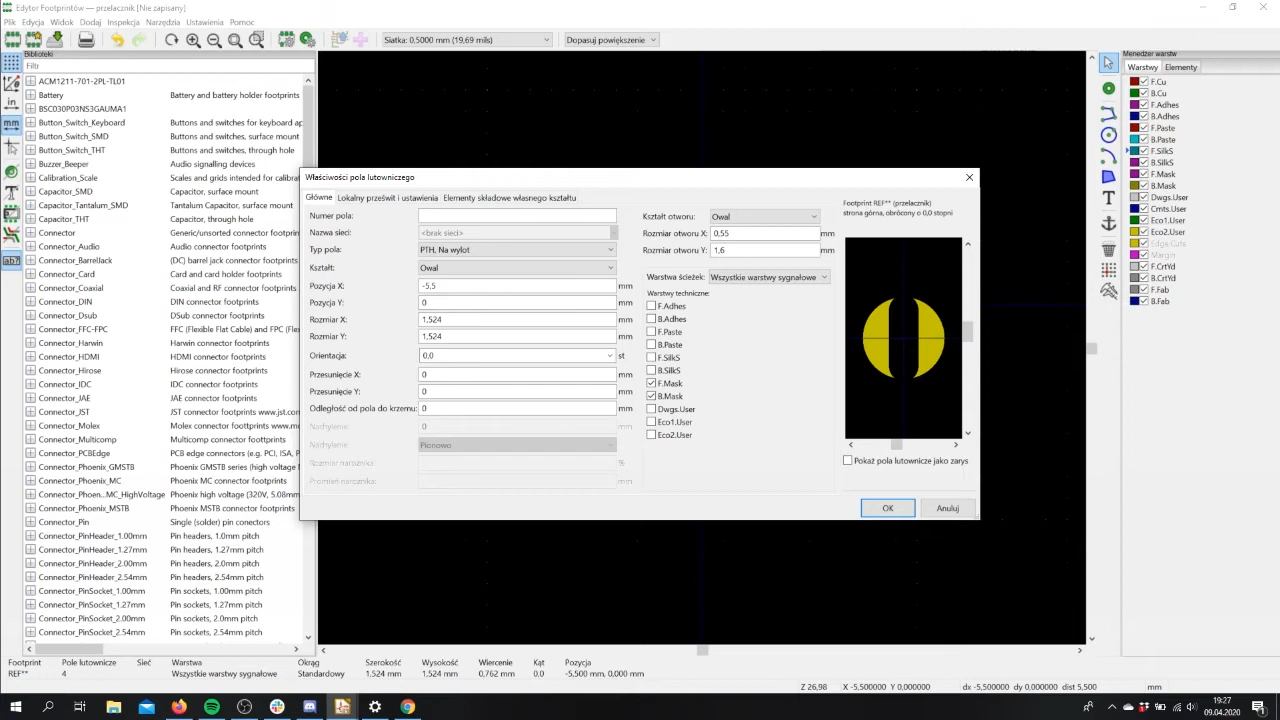 Edytor Footprintów — przelacznik [Nie zapisany]
Plik Edycja Widok Dodaj Inspekcja Narzędzia Ustawienia Pomoc
Siatka: 0.5000 mm (19,69 mils) Dopasuj powiększenie
Biblioteki
Filtr
ACM1211-701-2PL-TL01
Battery Battery and battery holder footprints
BSC030P03NS3GAUMA1
Button_Switch_Keyboard Buttons and switches for keyboard ap
Button_Switch_SMD Buttons and switches, surface mount
Button_Switch_THT Buttons and switches, through hole
Buzzer_Beeper Audio signalling devices
Calibration_Scale Scales and grids intended for calibrat
Capacitor_SMD Capacitor, surface mount
Capacitor_Tantalum_SMD Tantalum Capacitor, surface mount
Capacitor_THT Capacitor, through hole
Connector Generic/unsorted connector footprint
Connector_Audio Audio connector footprints
Connector_BarrelJack (DC) barrel jack connector footprints
Connector_Card Card and card holder footprints
Connector_Coaxial Coaxial and RF connector footprints
Connector_DIN DIN connector footprints
Connector_Dsub DSub connector footprints
Connector_FFC-FPC FFC (Flexible Flat Cable) and FPC (Fle
Connector_Harwin Harwin connector footprints
Connector_HDMI HDMI connector footprints
Connector_Hirose Hirose connector footprints
Connector_IDC IDC connector footprints
Connector_JAE JAE connector footprints
Connector_JST JST connector footprints www.jst.com
Connector_Molex Molex connector footprints www.mo
Connector_Multicomp Multicomp connector footprints
Connector_PCBEdge PCB edge connectors (e.g. PCI, ISA, P
Connector_Phoenix_GMSTB Phoenix GMSTB series (high voltage
Connector_Phoenix_MC Phoenix MC connector footprints
Connector_Phoen...MC_HighVoltage Phoenix high voltage (320V, 5.08mm
Connector_Phoenix_MSTB Phoenix MSTB connector footprints
Connector_Pin Single (solder) pin conectors
Connector_PinHeader_1.00mm Pin headers, 1.0mm pitch
Connector_PinHeader_1.27mm Pin headers, 1.27mm pitch
Connector_PinHeader_2.00mm Pin headers, 2.0mm pitch
Connector_PinHeader_2.54mm Pin headers, 2.54mm pitch
Connector_PinSocket_1.00mm Pin sockets, 1.00mm pitch
Connector_PinSocket_1.27mm Pin sockets, 1.27mm pitch
Connector_PinSocket_2.00mm Pin sockets, 2.0mm pitch
Connector_PinSocket_2.54mm Pin sockets, 2.54mm pitch
in
mm
T
ab?
Właściwości pola lutowniczego
Główne Lokalny prześwit i ustawienia Elementy składowe własnego kształtu
Numer pola:
Nazwa sieci: <brak sieci>
Typ pola: PTH, Na wylot
Kształt: Owal
Pozycja X: -5.5 mm
Pozycja Y: 0 mm
Rozmiar X: 1.524 mm
Rozmiar Y: 1.524 mm
Orientacja: 0,0 st
Przesunięcie X: 0 mm
Przesunięcie Y: 0 mm
Odległość od pola do krzemu: 0 mm
Nachylenie: 0 mm
Nachylenie: Pionowo
Rozmiar narożnika: %
Promień narożnika: mm
Kształt otworu: Owal
Rozmiar otworu X: 0,55 mm
Rozmiar otworu Y: 1,6 mm
Warstwa ścieżek: Wszystkie warstwy sygnałowe
Warstwy techniczne:
F.Adhes
B.Adhes
F.Paste
B.Paste
F.SilkS
B.SilkS
F.Mask
B.Mask
Dwgs.User
Eco1.User
Eco2.User
Footprint REF** (przelacznik)
strona górna, obrócony o 0,0 stopni
Pokaż pola lutownicze jako zarys
OK Anuluj
Menedżer warstw
Warstwy Elementy
F.Cu
B.Cu
F.Adhes
B.Adhes
F.Paste
B.Paste
F.SilkS
B.SilkS
F.Mask
B.Mask
Dwgs.User
Cmts.User
Eco1.User
Eco2.User
Edge.Cuts
Margin
F.CrtYd
B.CrtYd
F.Fab
B.Fab
T
Footprint Pole lutownicze Sieć Warstwa Okrąg Szerokość Wysokość Wiercenie Kąt Pozycja
REF** 4 Wszystkie warstwy sygnałowe Standardowy 1,524 mm 1,524 mm 0,762 mm 0,0 -5,500 mm, 0,000 mm
Z 26,98 X -5,500000 Y 0,000000 dx -5,500000 dy 0,000000 dist 5,500 mm
19:27
09.04.2020